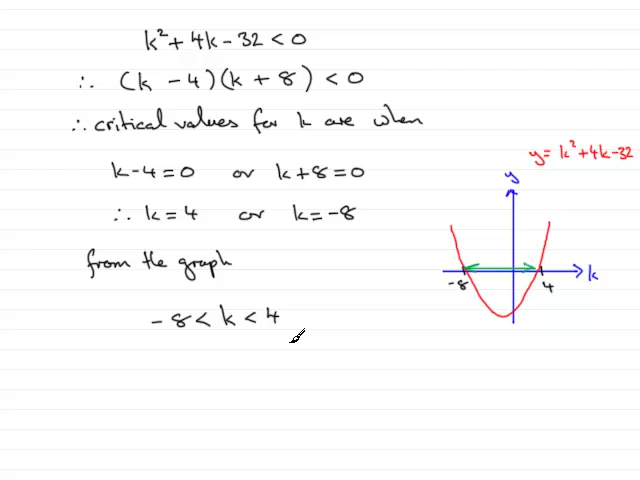 k² + 4k - 32 < 0
∴ (k - 4)(k + 8) < 0
∴ critical values for k are when
k - 4 = 0 or k + 8 = 0
∴ k = 4 or k = -8
from the graph
-8 < k < 4
y = k² + 4k - 32
y
k
-8
4